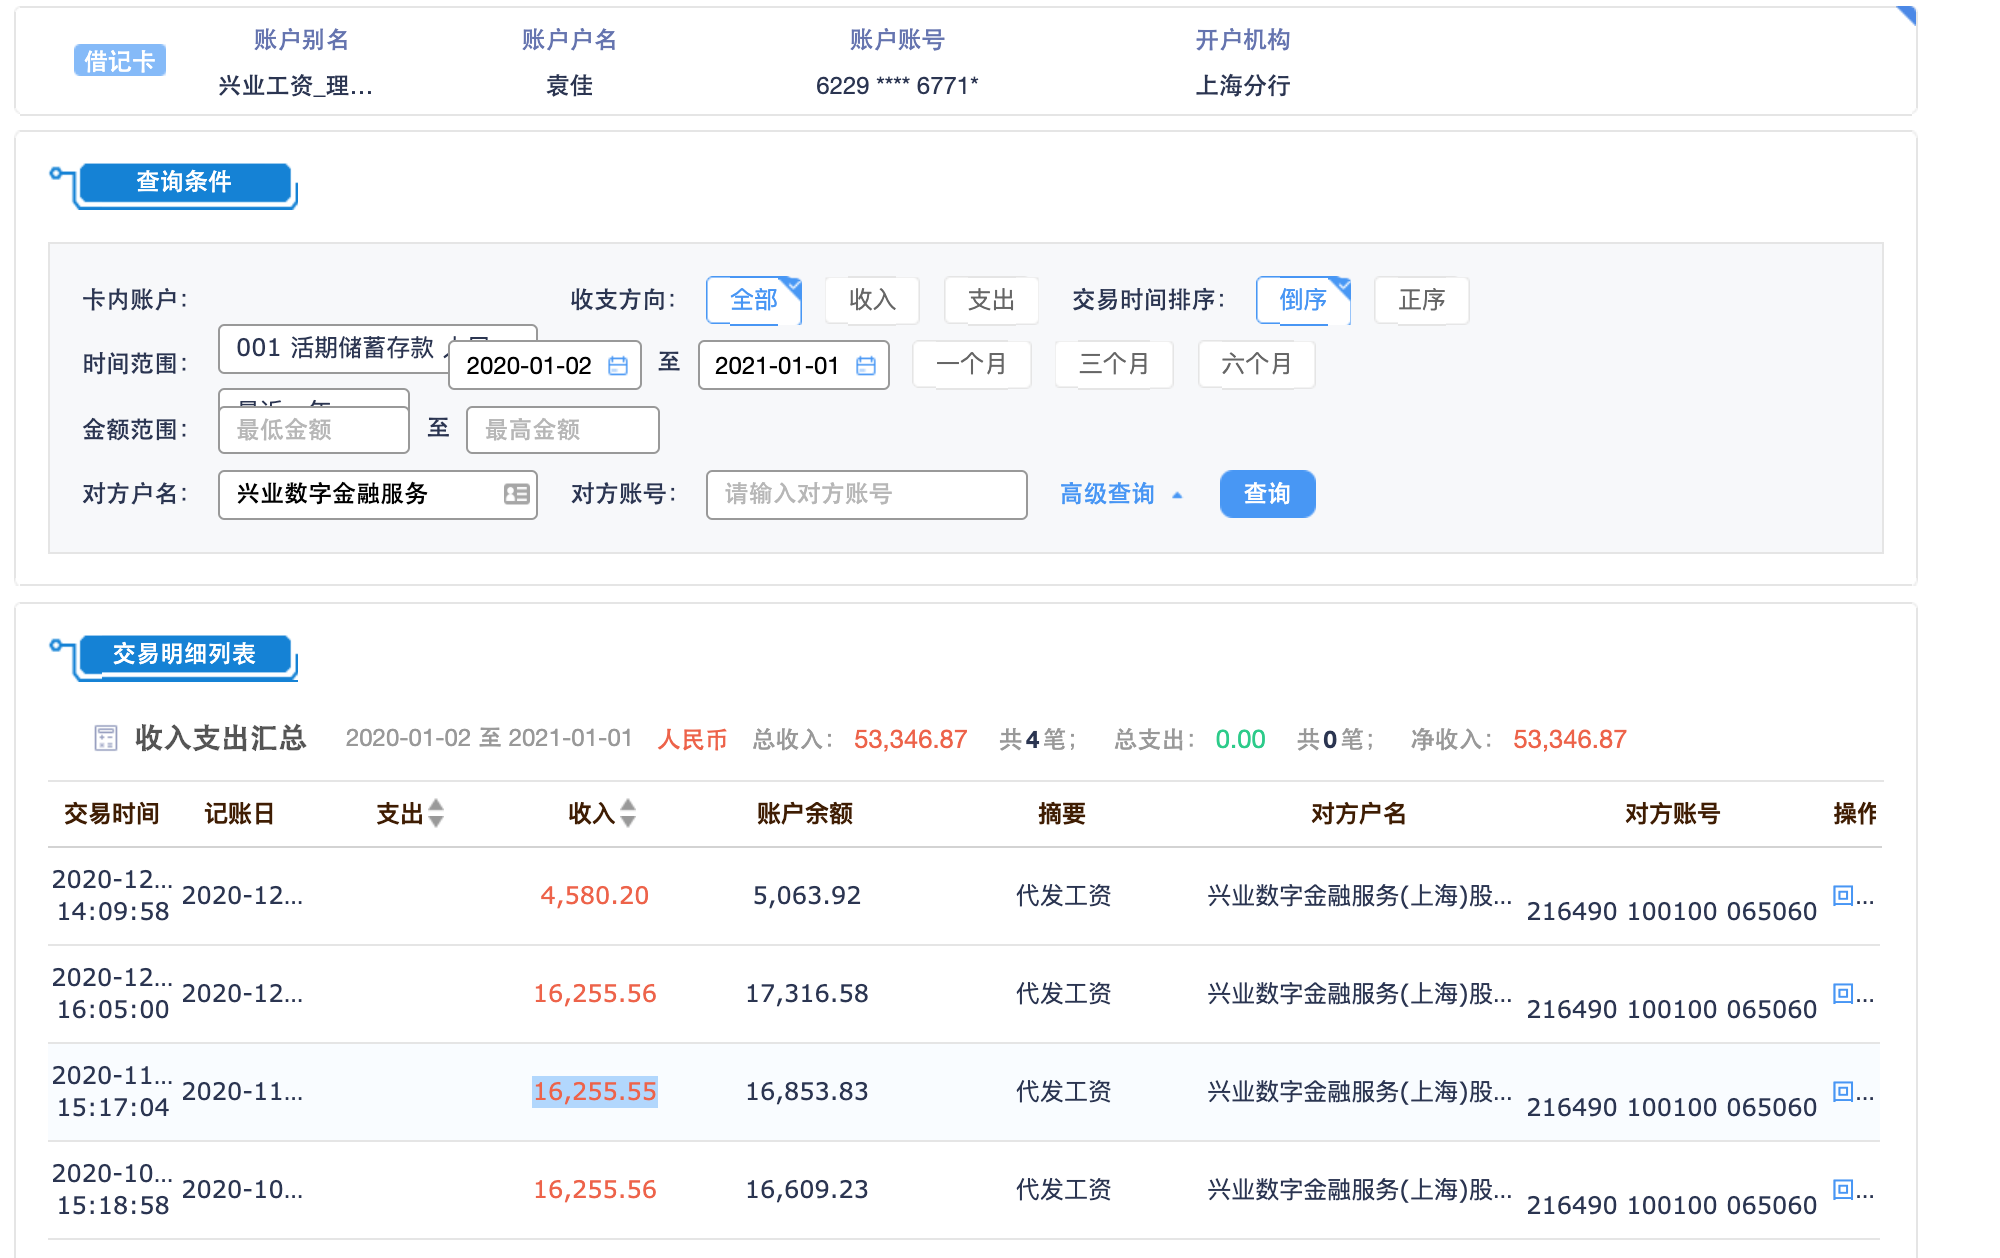 借记卡
账户别名 账户户名 账户账号 开户机构
兴业工资_理... 袁佳 6229 **** 6771* 上海分行
查询条件
卡内账户： 收支方向： 全部 收入 支出 交易时间排序： 倒序 正序
001 活期储蓄存款
时间范围： 2020-01-02 至 2021-01-01 一个月 三个月 六个月
金额范围： 最低金额 至 最高金额
对方户名： 兴业数字金融服务 对方账号： 请输入对方账号 高级查询 查询
交易明细列表
收入支出汇总 2020-01-02 至 2021-01-01 人民币 总收入： 53,346.87 共4笔； 总支出： 0.00 共0笔； 净收入： 53,346.87
交易时间 记账日 支出 收入 账户余额 摘要 对方户名 对方账号 操作
2020-12... 14:09:58 2020-12... 4,580.20 5,063.92 代发工资 兴业数字金融服务(上海)股... 216490 100100 065060 回...
2020-12... 16:05:00 2020-12... 16,255.56 17,316.58 代发工资 兴业数字金融服务(上海)股... 216490 100100 065060 回...
2020-11... 15:17:04 2020-11... 16,255.55 16,853.83 代发工资 兴业数字金融服务(上海)股... 216490 100100 065060 回...
2020-10... 15:18:58 2020-10... 16,255.56 16,609.23 代发工资 兴业数字金融服务(上海)股... 216490 100100 065060 回...